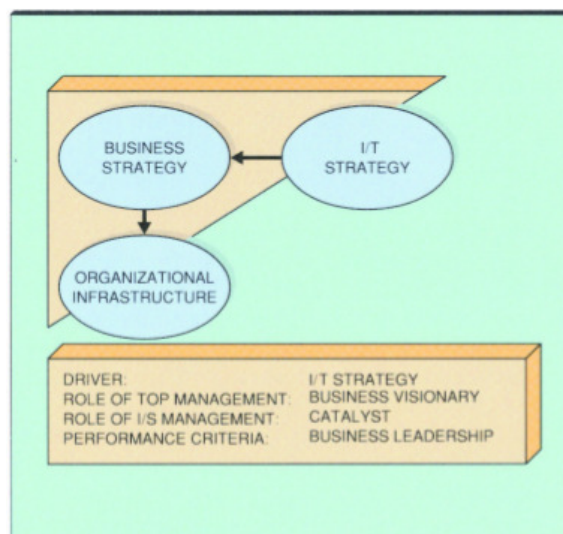 BUSINESS
STRATEGY
I/T
STRATEGY
ORGANIZATIONAL
INFRASTRUCTURE
DRIVER: I/T STRATEGY
ROLE OF TOP MANAGEMENT: BUSINESS VISIONARY
ROLE OF I/S MANAGEMENT: CATALYST
PERFORMANCE CRITERIA: BUSINESS LEADERSHIP